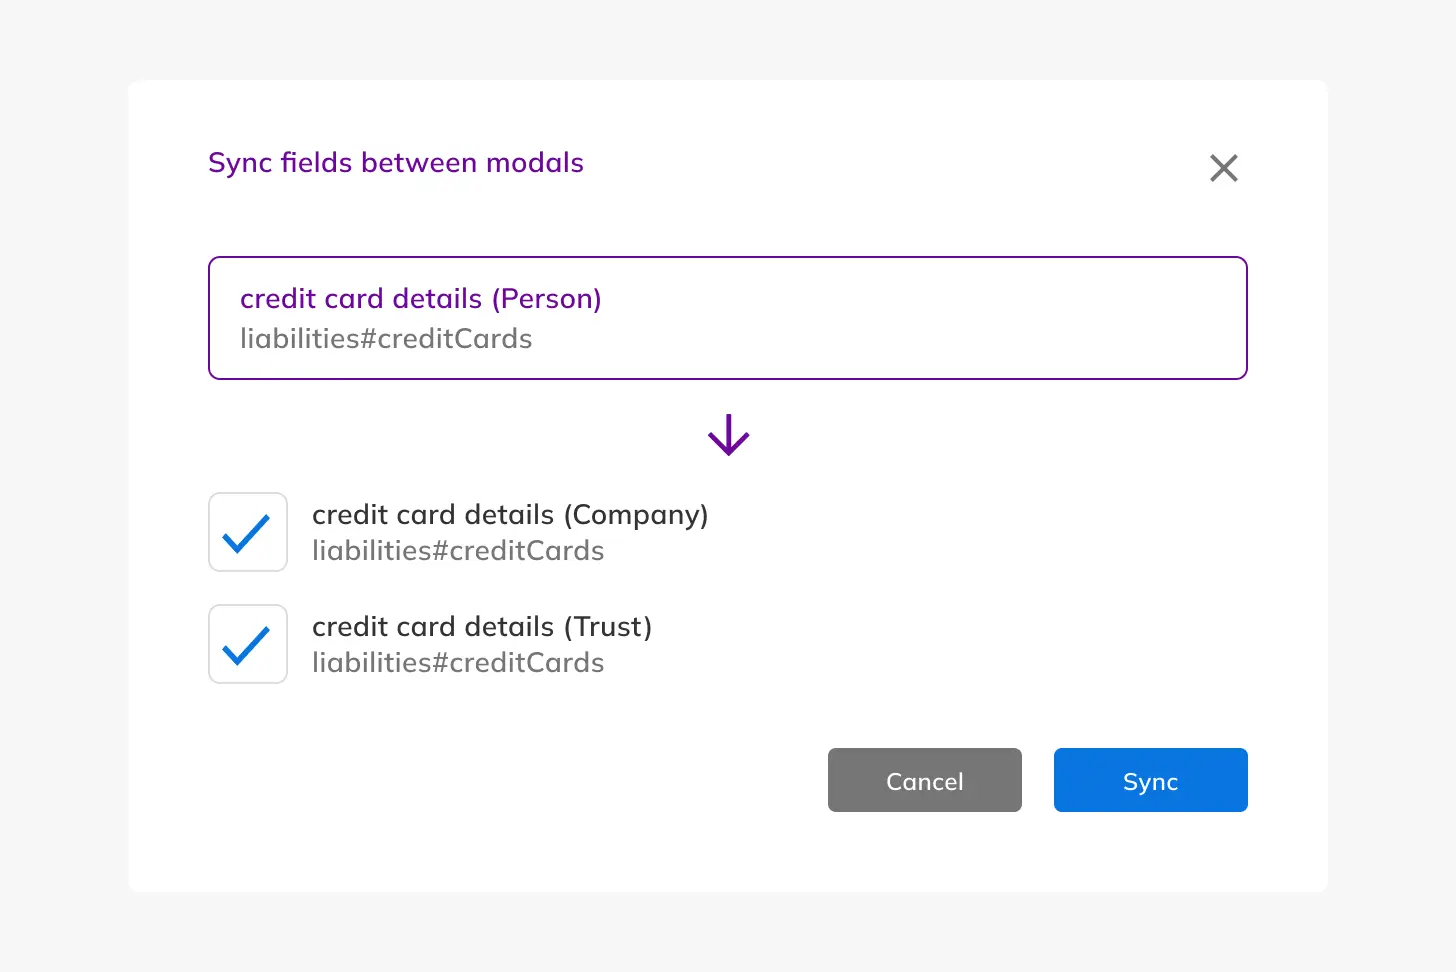 Sync fields between modals
credit card details (Person)
liabilities#creditCards
credit card details (Company)
liabilities#creditCards
credit card details (Trust)
liabilities#creditCards
Cancel
Sync